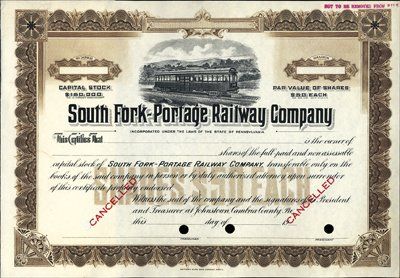 NOT TO BE REMOVED FROM
NUMBER
SHARES
CAPITAL STOCK
$150,000
PAR VALUE OF SHARES
$50 EACH
South Fork-Portage Railway Company
INCORPORATED UNDER THE LAWS OF THE STATE OF PENNSYLVANIA
This Certifies that
is the owner of
shares of the full-paid and nonassessable
capital stock of SOUTH FORK-PORTAGE RAILWAY COMPANY, transferable only on the
books of the said company in person or by duly authorized attorney upon surrender
of this certificate properly endorsed.
SHARES $50 EACH
Witness the seal of the company and the signatures of its President
and Treasurer at Johnstown, Cambria County, Pa.
this day of
CANCELLED
CANCELLED
TREASURER
PRESIDENT